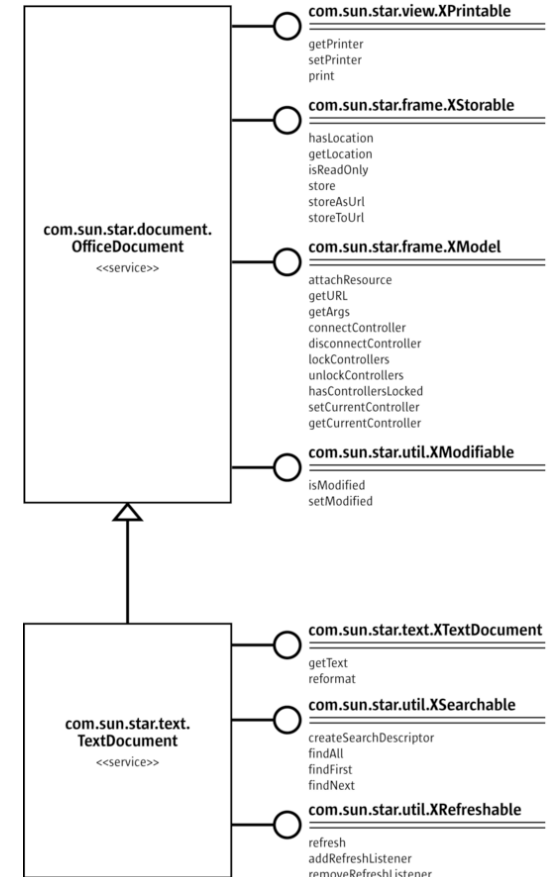 com.sun.star.view.XPrintable
getPrinter
setPrinter
print
com.sun.star.frame.XStorable
hasLocation
getLocation
isReadOnly
store
storeAsUrl
storeToUrl
com.sun.star.document.
OfficeDocument
<<service>>
com.sun.star.frame.XModel
attachResource
getURL
getArgs
connectController
disconnectController
lockControllers
unlockControllers
hasControllersLocked
setCurrentController
getCurrentController
com.sun.star.util.XModifiable
isModified
setModified
com.sun.star.text.XTextDocument
getText
reformat
com.sun.star.text.
TextDocument
<<service>>
com.sun.star.util.XSearchable
createSearchDescriptor
findAll
findFirst
findNext
com.sun.star.util.XRefreshable
refresh
addRefreshListener
removeRefreshListener